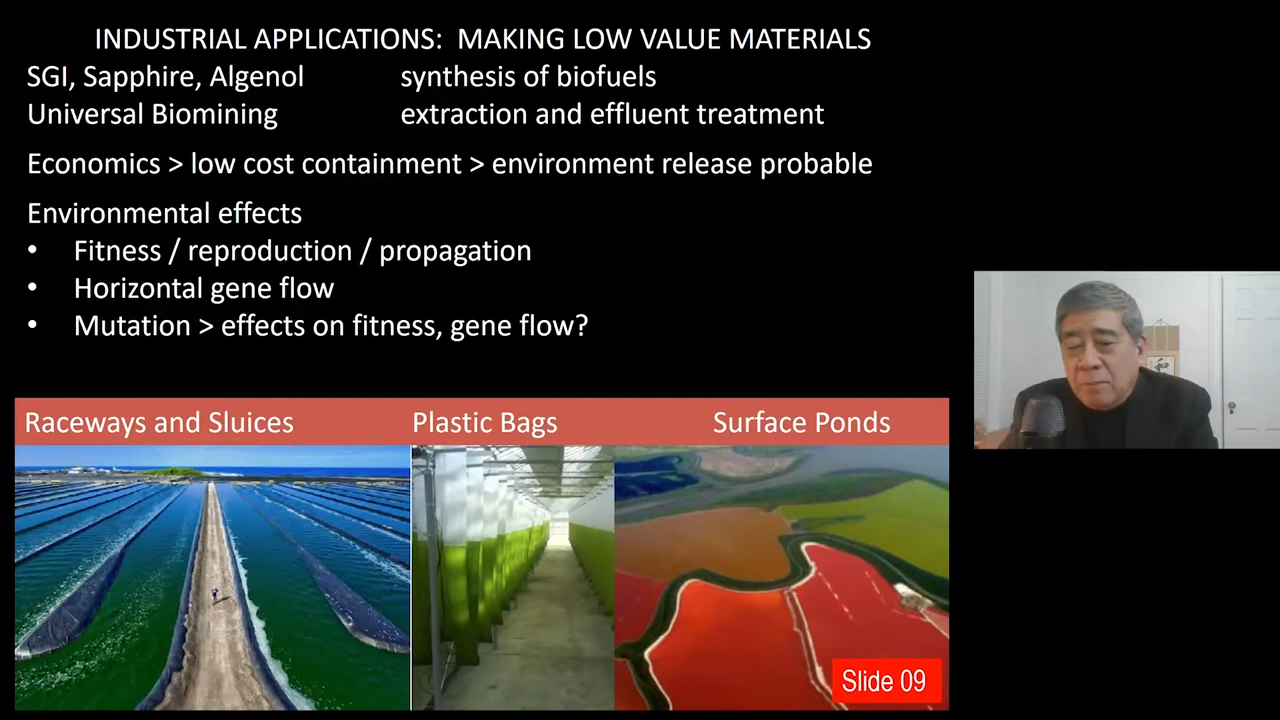 INDUSTRIAL APPLICATIONS: MAKING LOW VALUE MATERIALS
SGI, Sapphire, Algenol synthesis of biofuels
Universal Biomining extraction and effluent treatment
Economics > low cost containment > environment release probable
Environmental effects
• Fitness / reproduction / propagation
• Horizontal gene flow
• Mutation > effects on fitness, gene flow?
Raceways and Sluices Plastic Bags Surface Ponds
Slide 09